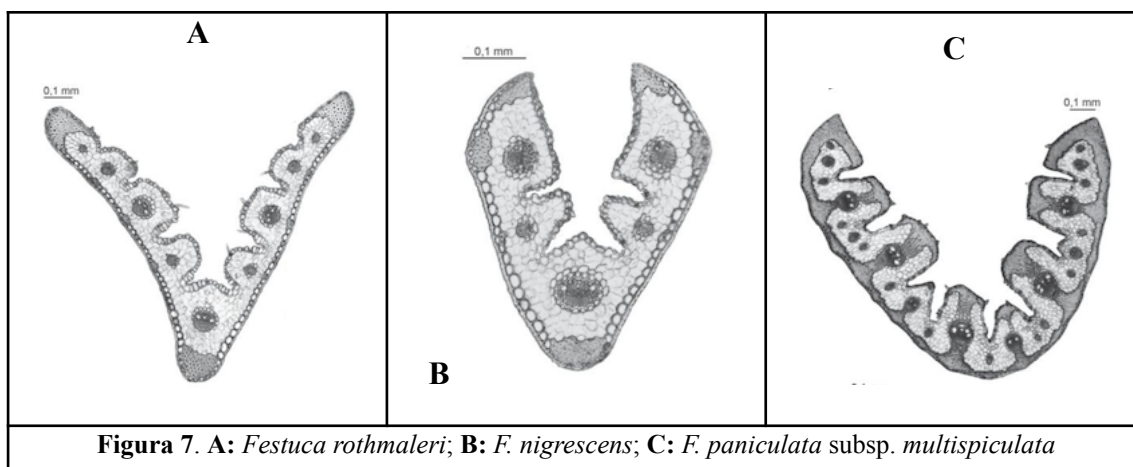 A
0,1 mm
B
0,1 mm
C
0,1 mm
Figura 7. A: Festuca rothmaleri; B: F. nigrescens; C: F. paniculata subsp. multispiculata